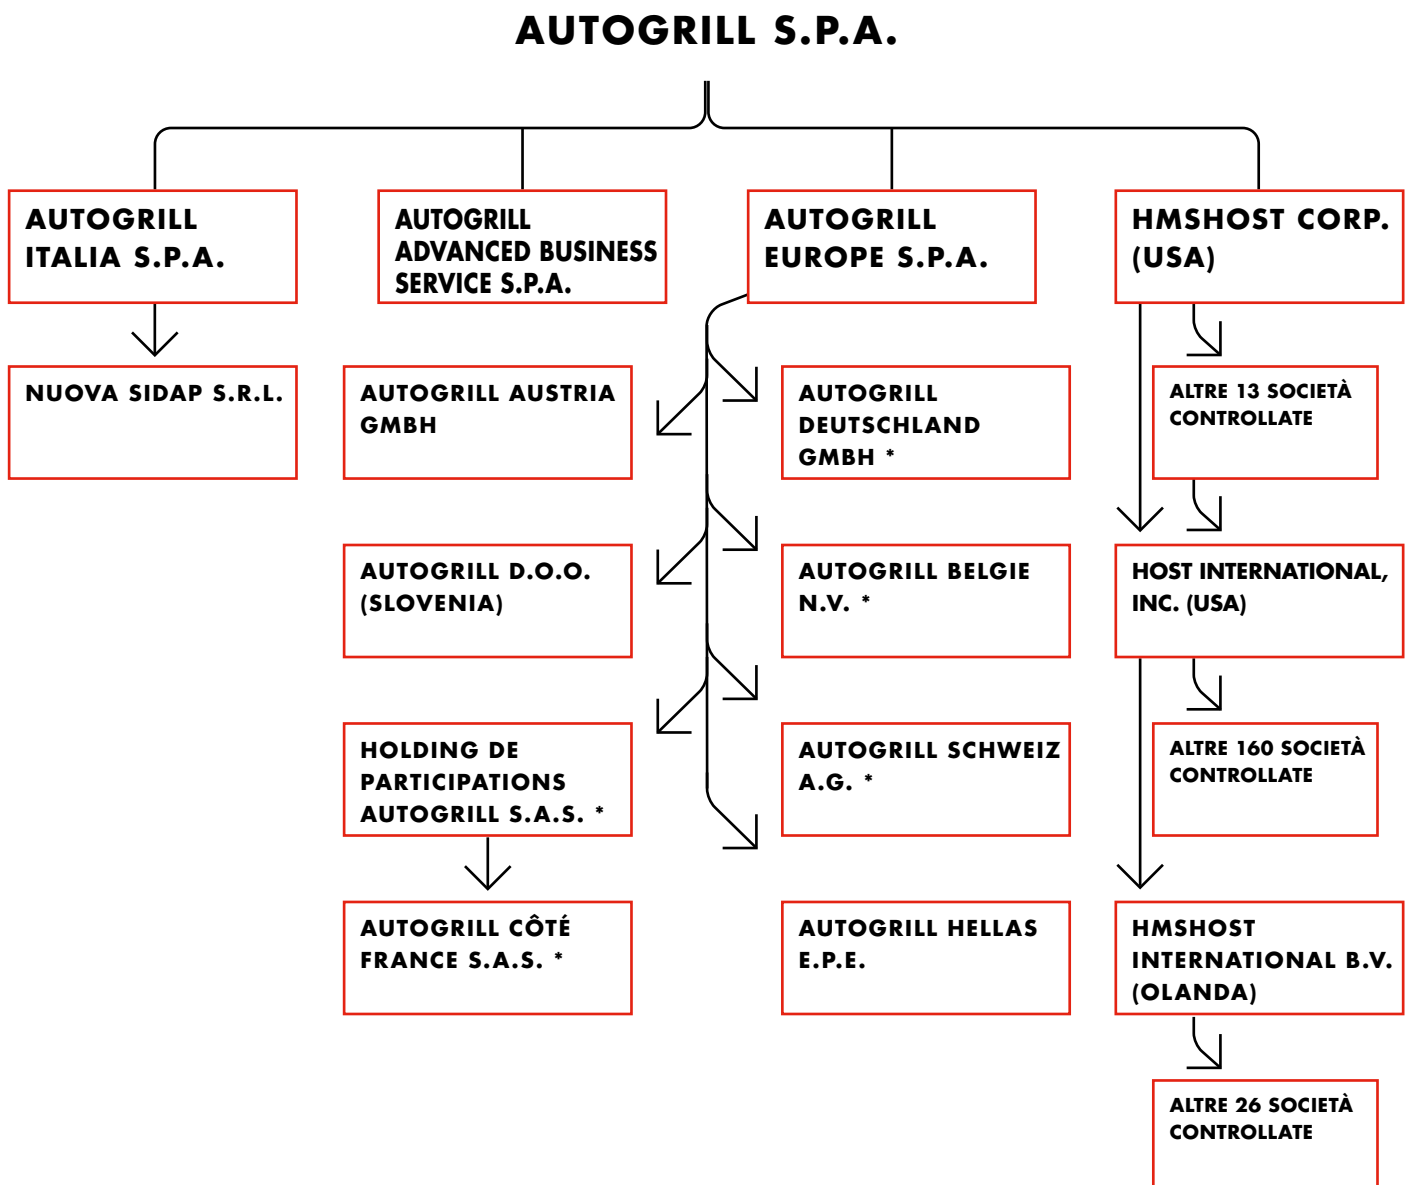 AUTOGRILL S.P.A.
AUTOGRILL
ITALIA S.P.A.
AUTOGRILL
ADVANCED BUSINESS
SERVICE S.P.A.
AUTOGRILL
EUROPE S.P.A.
HMSHOST CORP.
(USA)
NUOVA SIDAP S.R.L.
AUTOGRILL AUSTRIA
GMBH
AUTOGRILL
DEUTSCHLAND
GMBH *
ALTRE 13 SOCIETÀ
CONTROLLATE
AUTOGRILL D.O.O.
(SLOVENIA)
AUTOGRILL BELGIE
N.V. *
HOST INTERNATIONAL,
INC. (USA)
HOLDING DE
PARTICIPATIONS
AUTOGRILL S.A.S. *
AUTOGRILL SCHWEIZ
A.G. *
ALTRE 160 SOCIETÀ
CONTROLLATE
AUTOGRILL CÔTÉ
FRANCE S.A.S. *
AUTOGRILL HELLAS
E.P.E.
HMSHOST
INTERNATIONAL B.V.
(OLANDA)
ALTRE 26 SOCIETÀ
CONTROLLATE